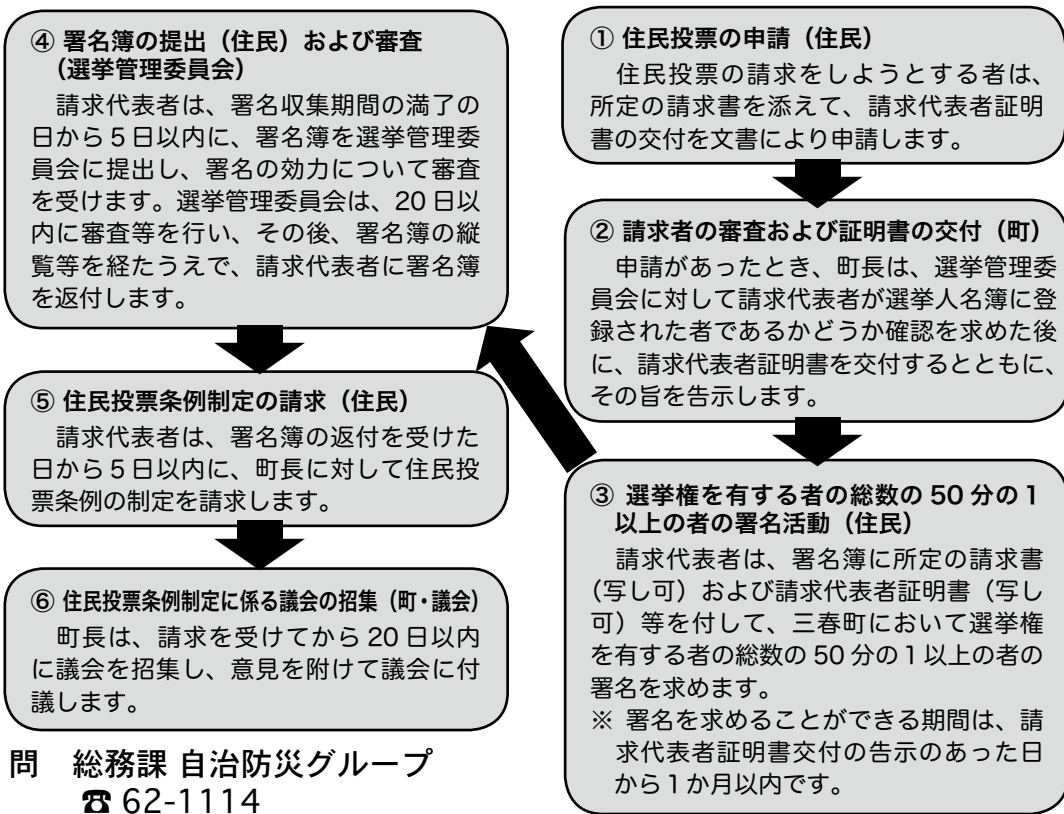 ① 住民投票の申請（住民）
　住民投票の請求をしようとする者は、
所定の請求書を添えて、請求代表者証明
書の交付を文書により申請します。
② 請求者の審査および証明書の交付（町）
　申請があったとき、町長は、選挙管理委
員会に対して請求代表者が選挙人名簿に登
録された者であるかどうか確認を求めた後
に、請求代表者証明書を交付するとともに、
その旨を告示します。
③ 選挙権を有する者の総数の 50 分の１
以上の者の署名活動（住民）
　請求代表者は、署名簿に所定の請求書
（写し可）および請求代表者証明書（写し
可）等を付して、三春町において選挙権
を有する者の総数の 50 分の１以上の者の
署名を求めます。
※ 署名を求めることができる期間は、請
求代表者証明書交付の告示のあった日
から１か月以内です。
④ 署名簿の提出（住民）および審査
（選挙管理委員会）
　請求代表者は、署名収集期間の満了の
日から５日以内に、署名簿を選挙管理委
員会に提出し、署名の効力について審査
を受けます。選挙管理委員会は、20 日以
内に審査等を行い、その後、署名簿の縦
覧等を経たうえで、請求代表者に署名簿
を返付します。
⑤ 住民投票条例制定の請求（住民）
　請求代表者は、署名簿の返付を受けた
日から５日以内に、町長に対して住民投
票条例の制定を請求します。
⑥ 住民投票条例制定に係る議会の招集（町・議会）
　町長は、請求を受けてから 20 日以内
に議会を招集し、意見を附けて議会に付
議します。
問　総務課 自治防災グループ
☎ 62-1114